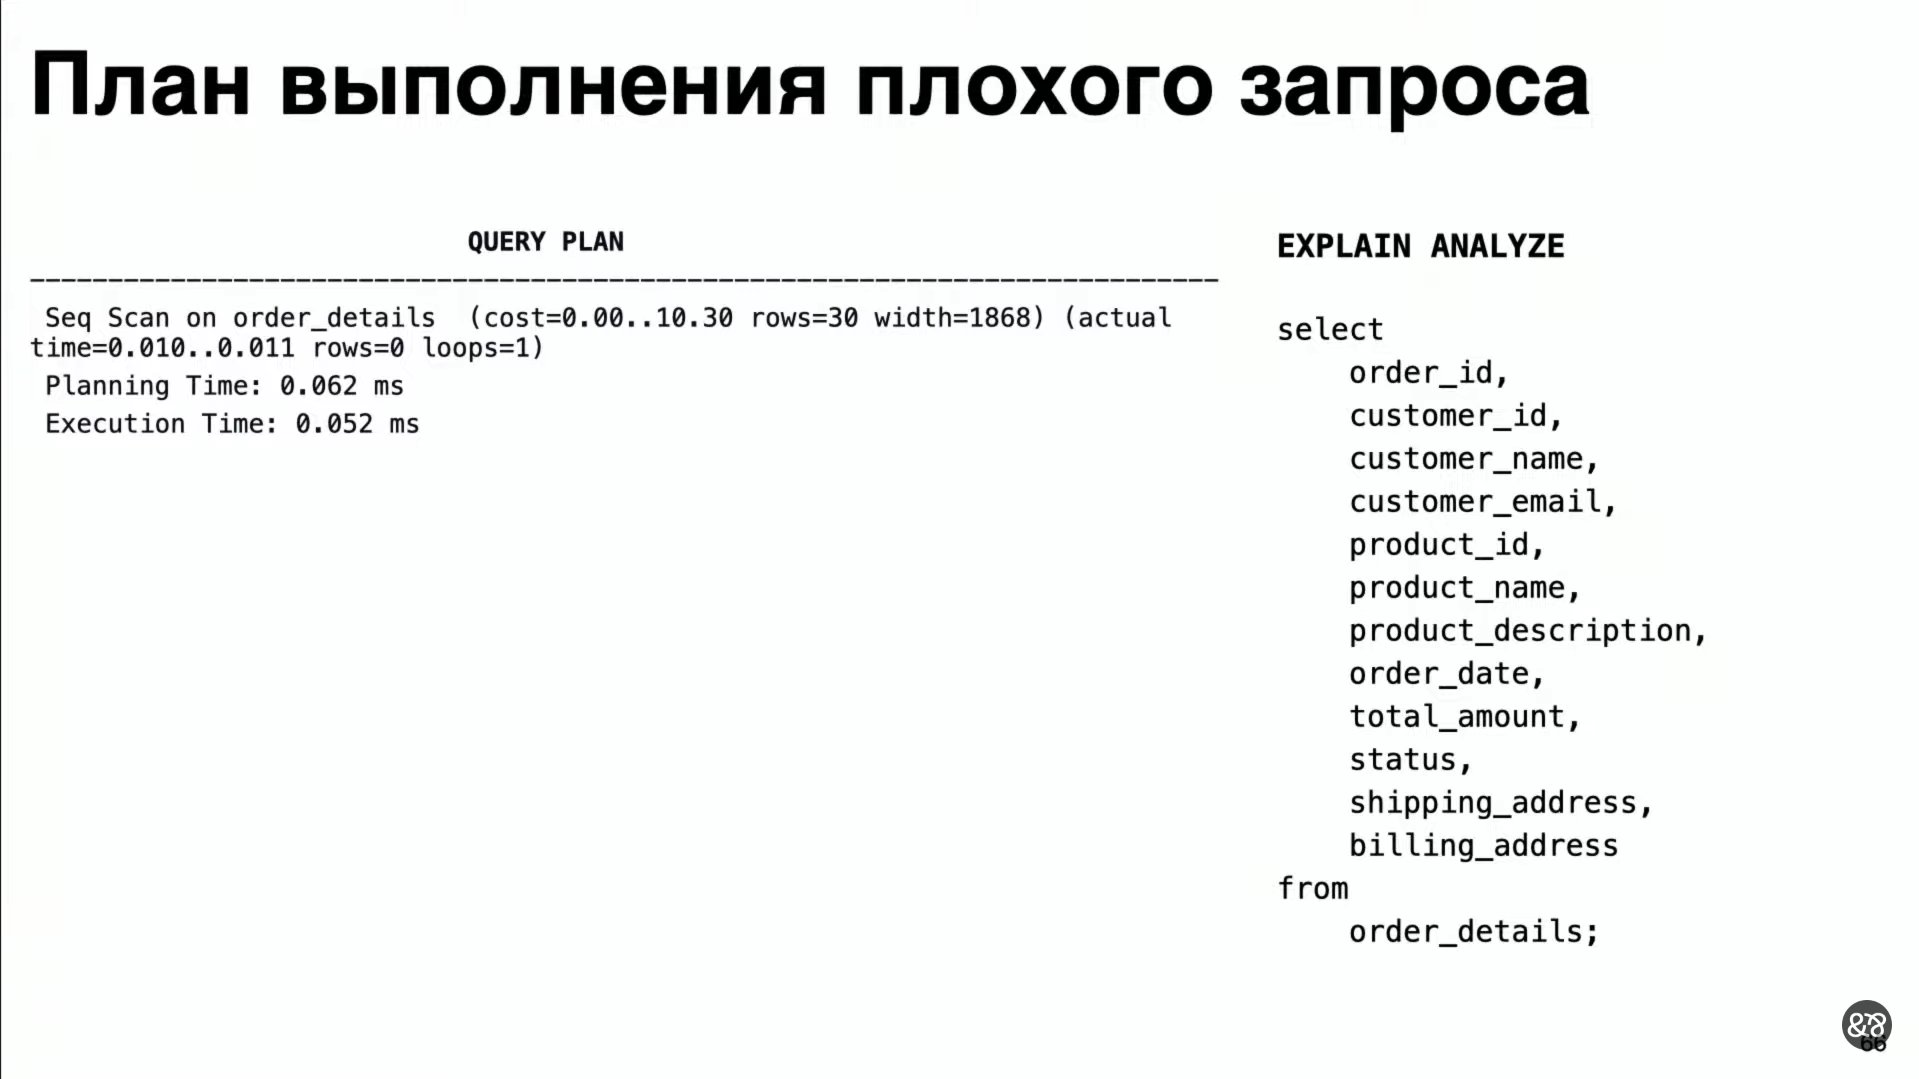 План выполнения плохого запроса
QUERY PLAN
Seq Scan on order_details  (cost=0.00..10.30 rows=30 width=1868) (actual
time=0.010..0.011 rows=0 loops=1)
Planning Time: 0.062 ms
Execution Time: 0.052 ms
EXPLAIN ANALYZE
select
order_id,
customer_id,
customer_name,
customer_email,
product_id,
product_name,
product_description,
order_date,
total_amount,
status,
shipping_address,
billing_address
from
order_details;
66